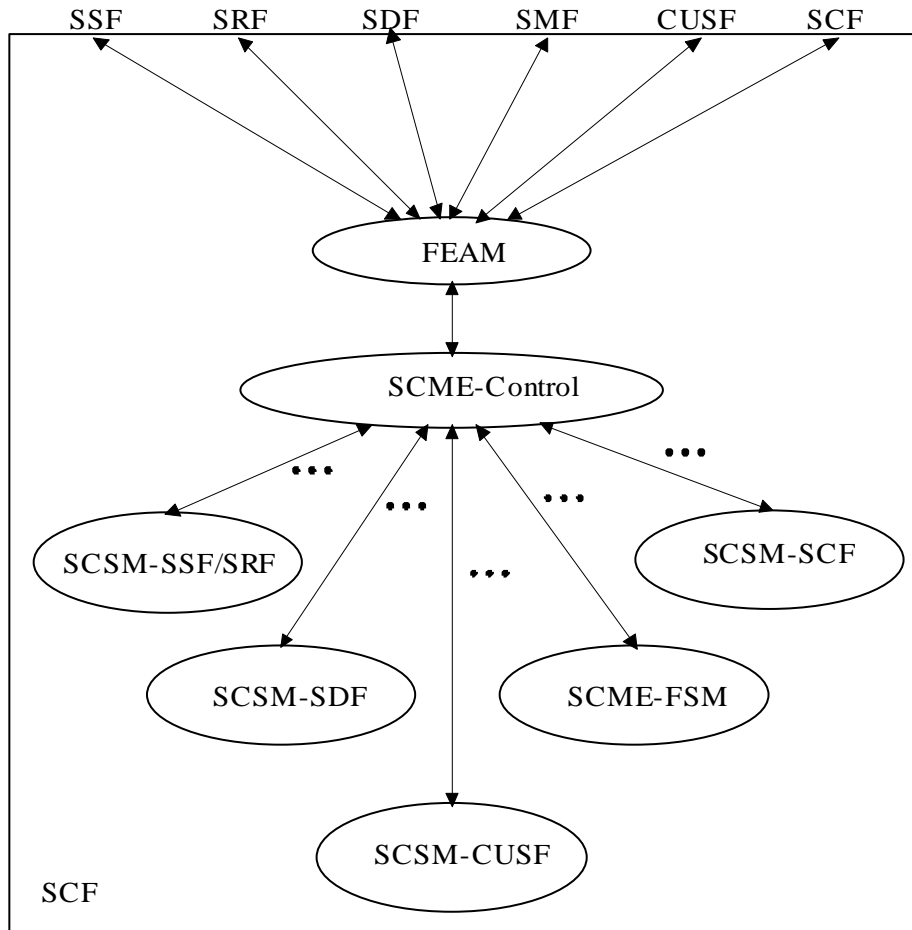 SSF SRF SDF SMF CUSF SCF
FEAM
SCME-Control
SCSM-SSF/SRF
SCSM-SCF
SCSM-SDF
SCME-FSM
SCSM-CUSF
SCF